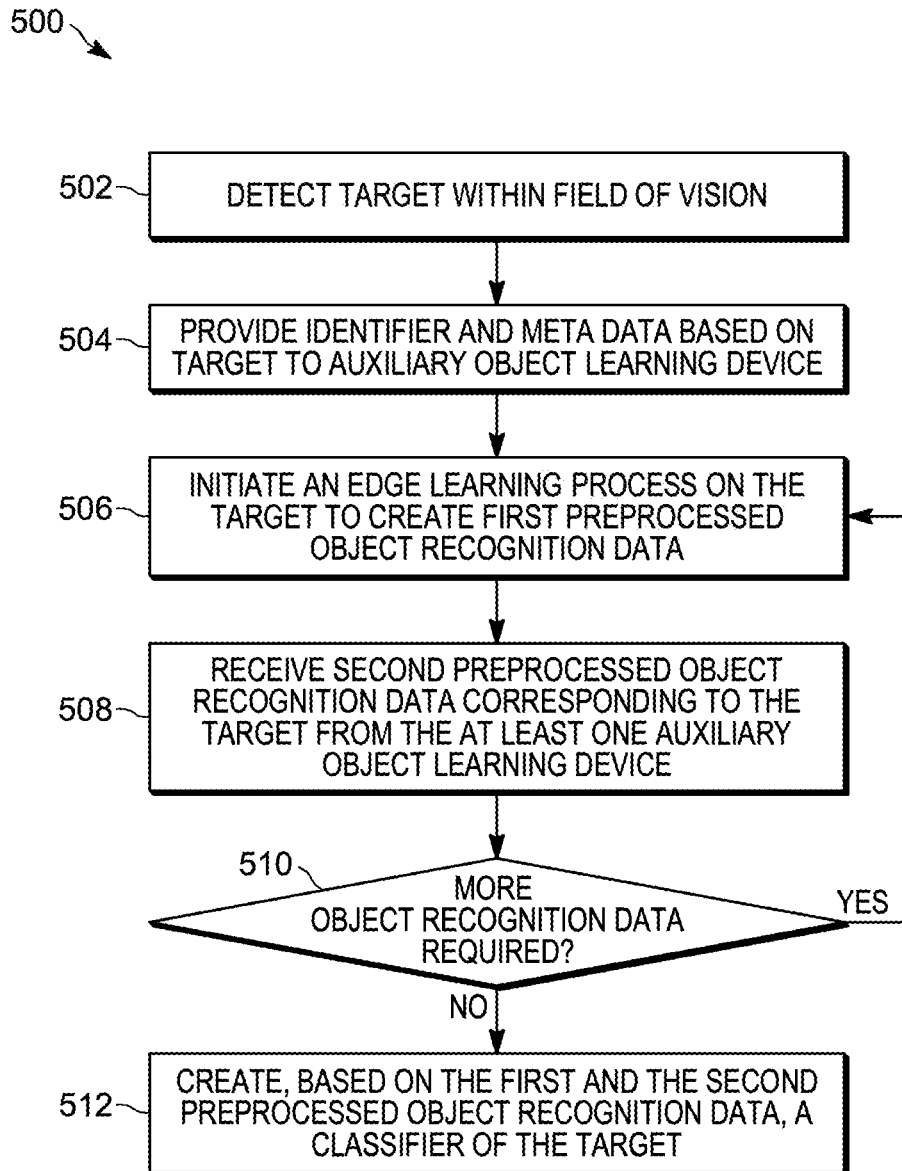 500
502
DETECT TARGET WITHIN FIELD OF VISION
504
PROVIDE IDENTIFIER AND META DATA BASED ON
TARGET TO AUXILIARY OBJECT LEARNING DEVICE
506
INITIATE AN EDGE LEARNING PROCESS ON THE
TARGET TO CREATE FIRST PREPROCESSED
OBJECT RECOGNITION DATA
508
RECEIVE SECOND PREPROCESSED OBJECT
RECOGNITION DATA CORRESPONDING TO THE
TARGET FROM THE AT LEAST ONE AUXILIARY
OBJECT LEARNING DEVICE
510
MORE
OBJECT RECOGNITION DATA
REQUIRED?
YES
NO
512
CREATE, BASED ON THE FIRST AND THE SECOND
PREPROCESSED OBJECT RECOGNITION DATA, A
CLASSIFIER OF THE TARGET